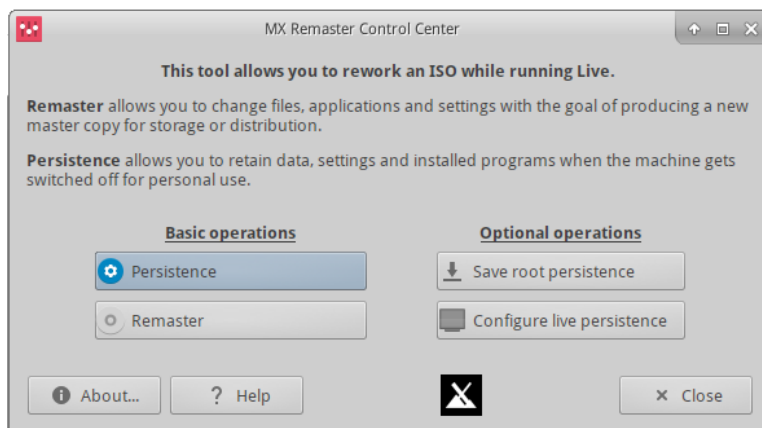 MX Remaster Control Center
This tool allows you to rework an ISO while running Live.
Remaster allows you to change files, applications and settings with the goal of producing a new
master copy for storage or distribution.
Persistence allows you to retain data, settings and installed programs when the machine gets
switched off for personal use.
Basic operations
Optional operations
Persistence
Save root persistence
Remaster
Configure live persistence
About...
? Help
Close